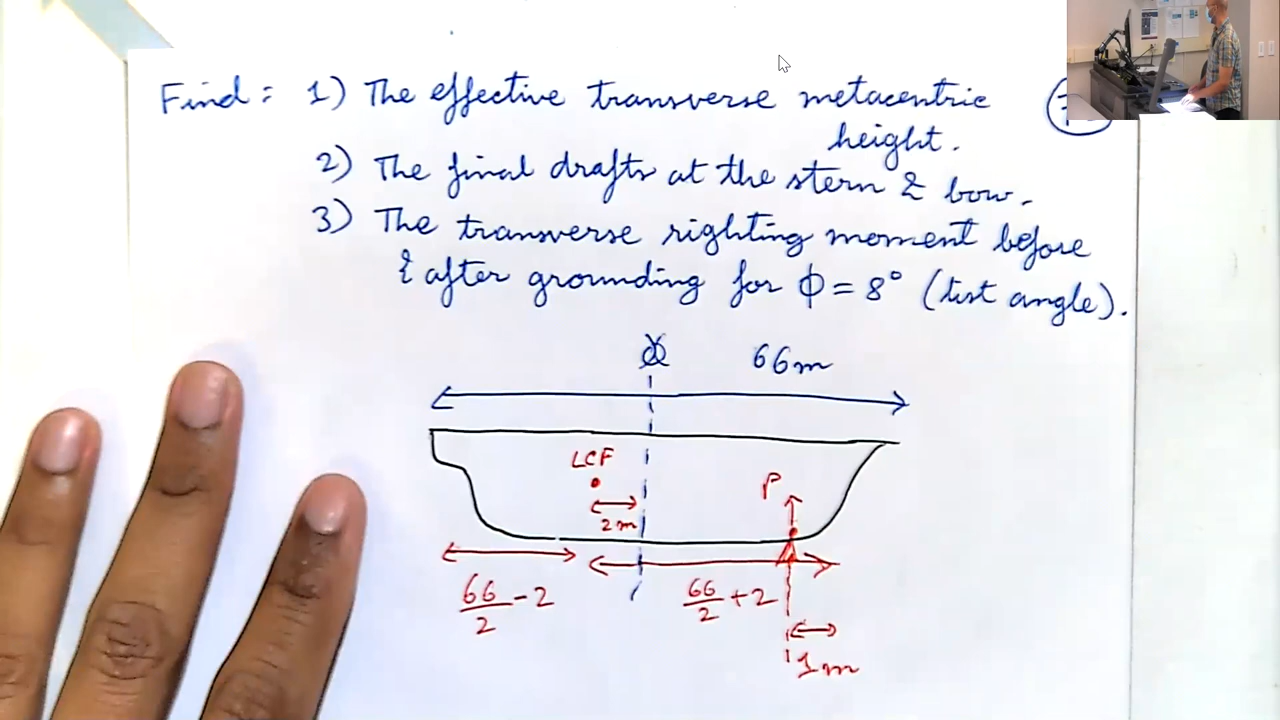 Find: 1) The effective transverse metacentric
height.
2) The final drafts at the stern & bow.
3) The transverse righting moment before
& after grounding for ϕ = 8° (test angle).
66m
LCF
P
2m
66/2 - 2
66/2 + 2
1m